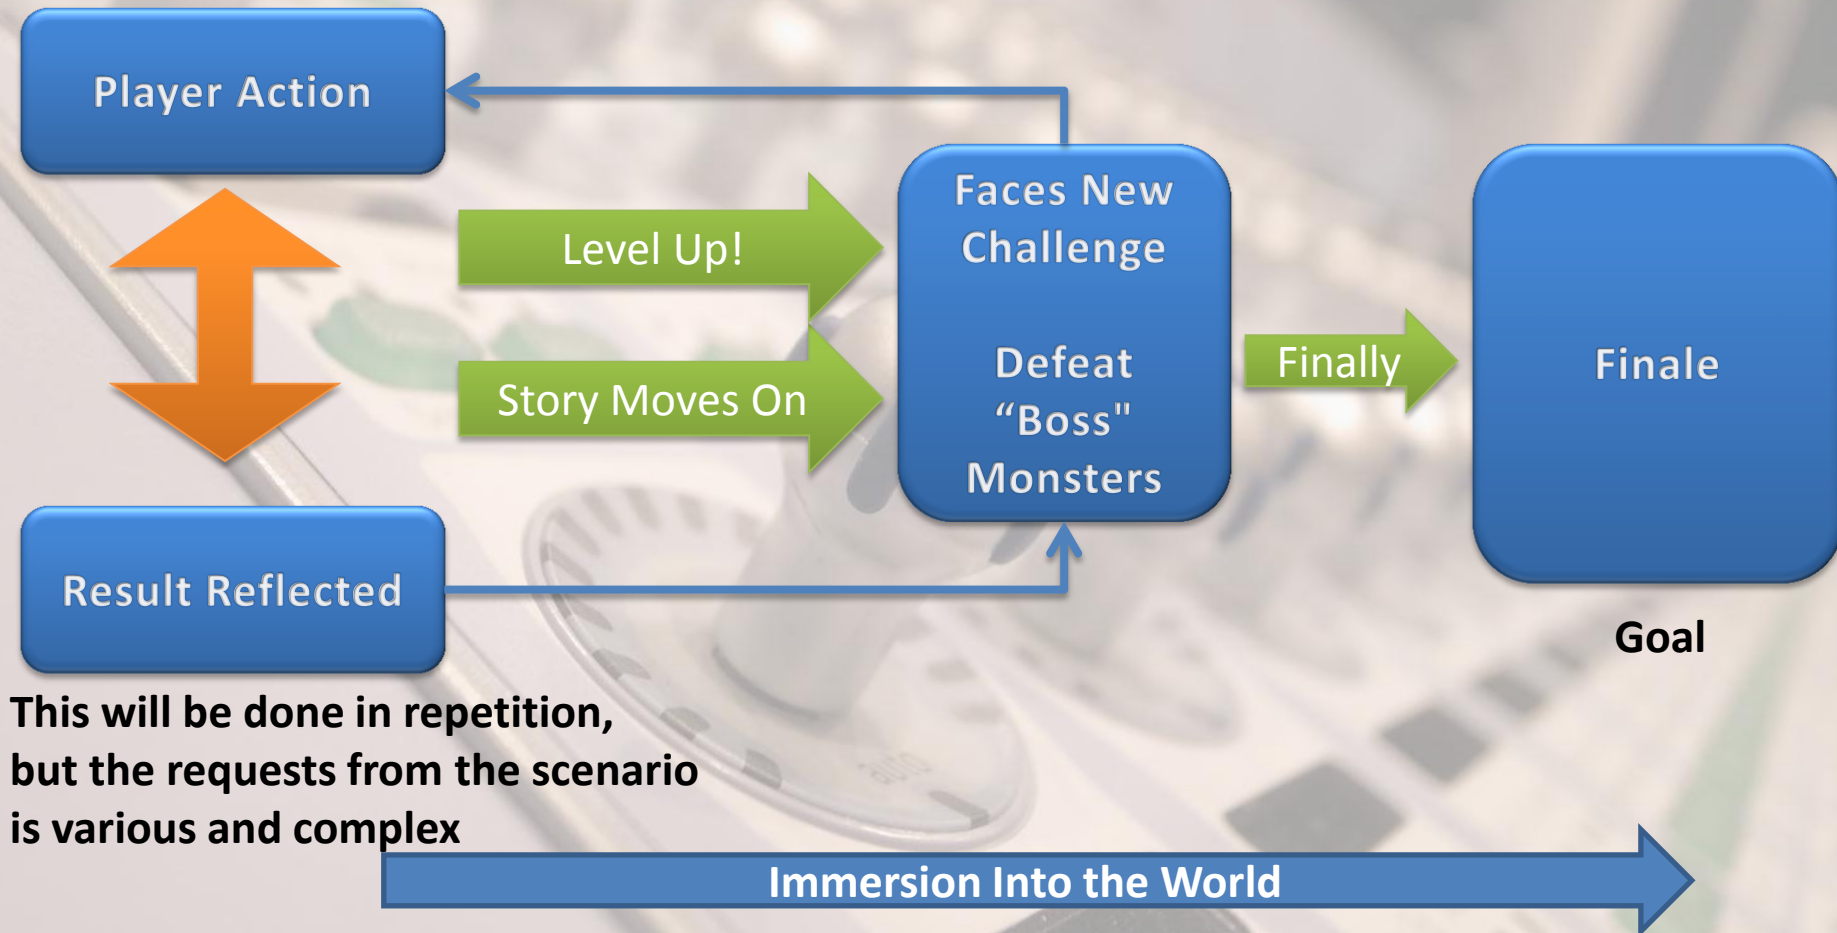 Player Action
Level Up!
Story Moves On
Faces New
Challenge
Defeat
“Boss"
Monsters
Finally
Finale
Goal
Result Reflected
This will be done in repetition,
but the requests from the scenario
is various and complex
auto
Immersion Into the World